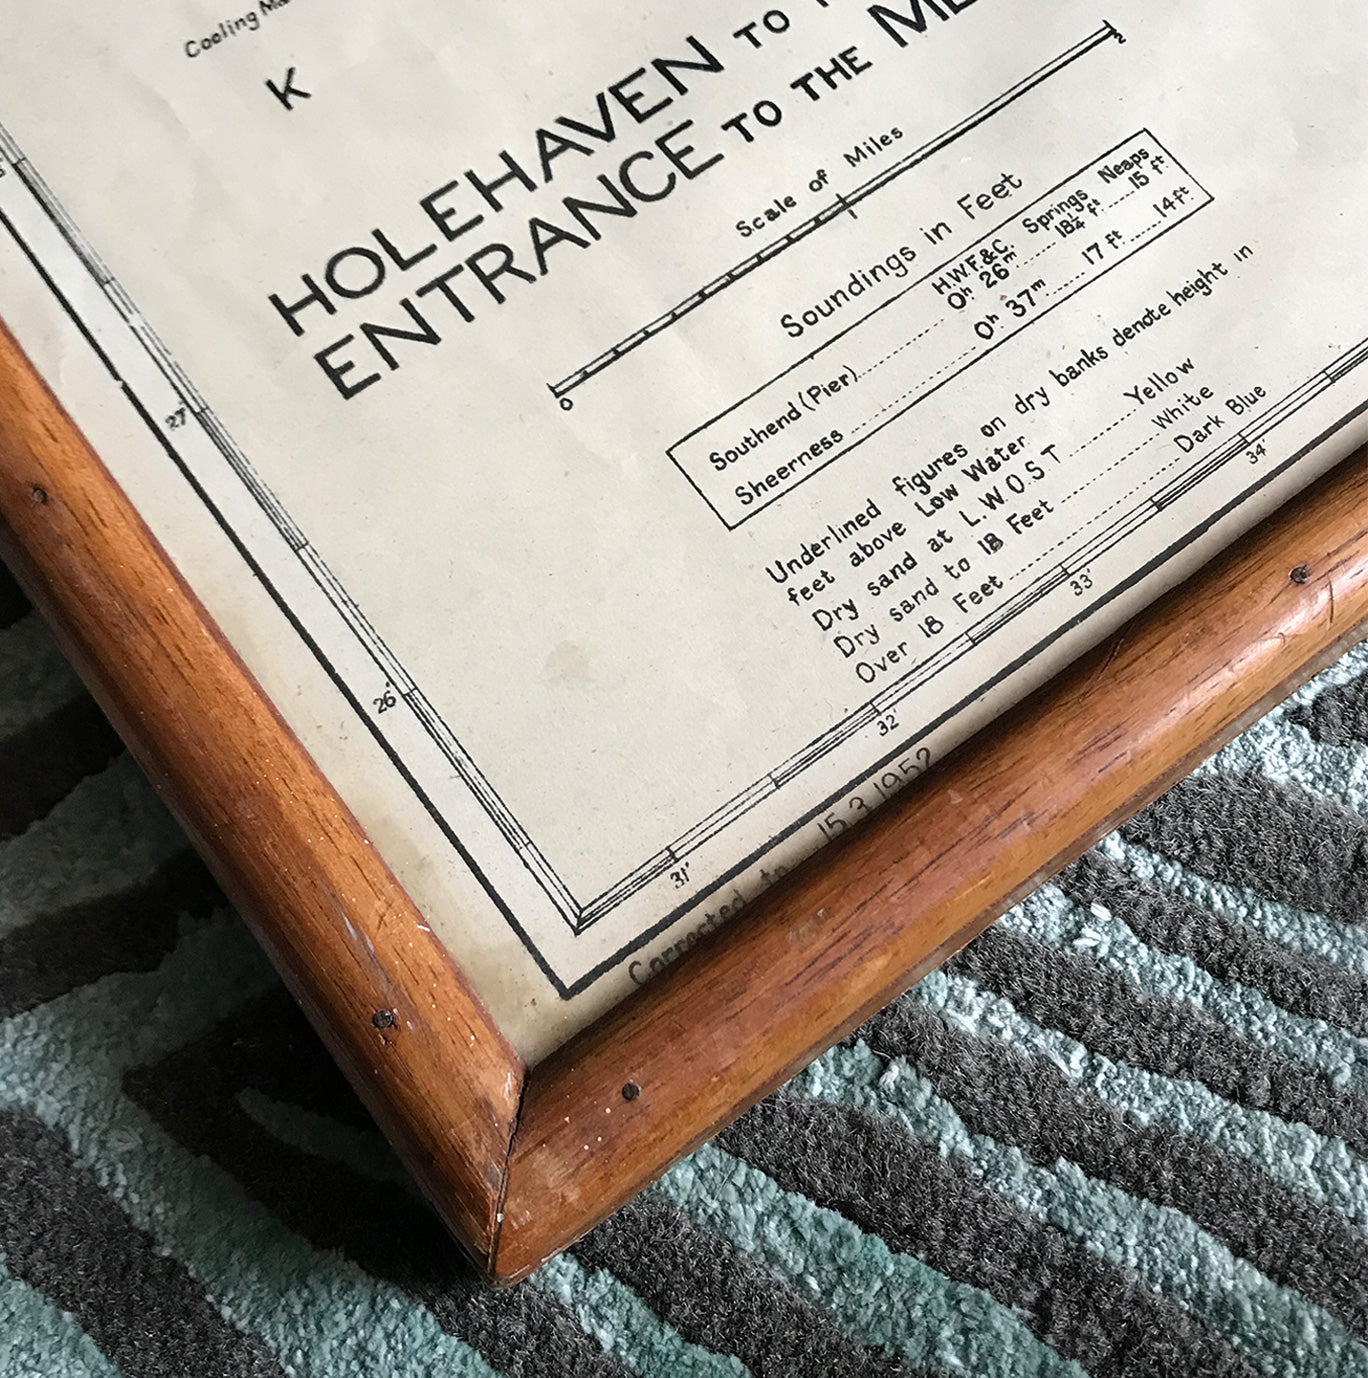 Cooling
K
HOLEHAVEN TO
ENTRANCE TO THE
Scale of Miles
0 2
Soundings in Feet
H.W.F.&C. Springs Neaps
Southend (Pier) 0h 26m 18¼ ft 15 ft
Sheerness 0h 37m 17 ft 14 ft
Underlined figures on dry banks denote height in
feet above Low Water
Dry sand at L.W.O.S.T Yellow
Dry sand to 18 Feet White
Over 18 Feet Dark Blue
27'
26'
31' 32' 33' 34'
Corrected to 15.3.1952